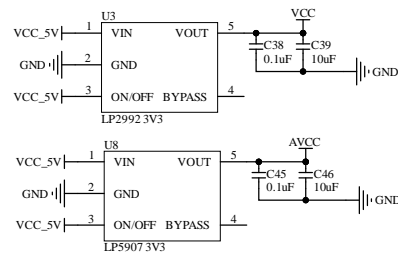 U3
VCC_5V 1 VIN VOUT 5 VCC
C38 C39
0.1uF 10uF
GND 2 GND GND
VCC_5V 3 ON/OFF BYPASS 4
LP2992 3V3
U8
VCC_5V 1 VIN VOUT 5 AVCC
C45 C46
0.1uF 10uF
GND 2 GND GND
VCC_5V 3 ON/OFF BYPASS 4
LP5907 3V3